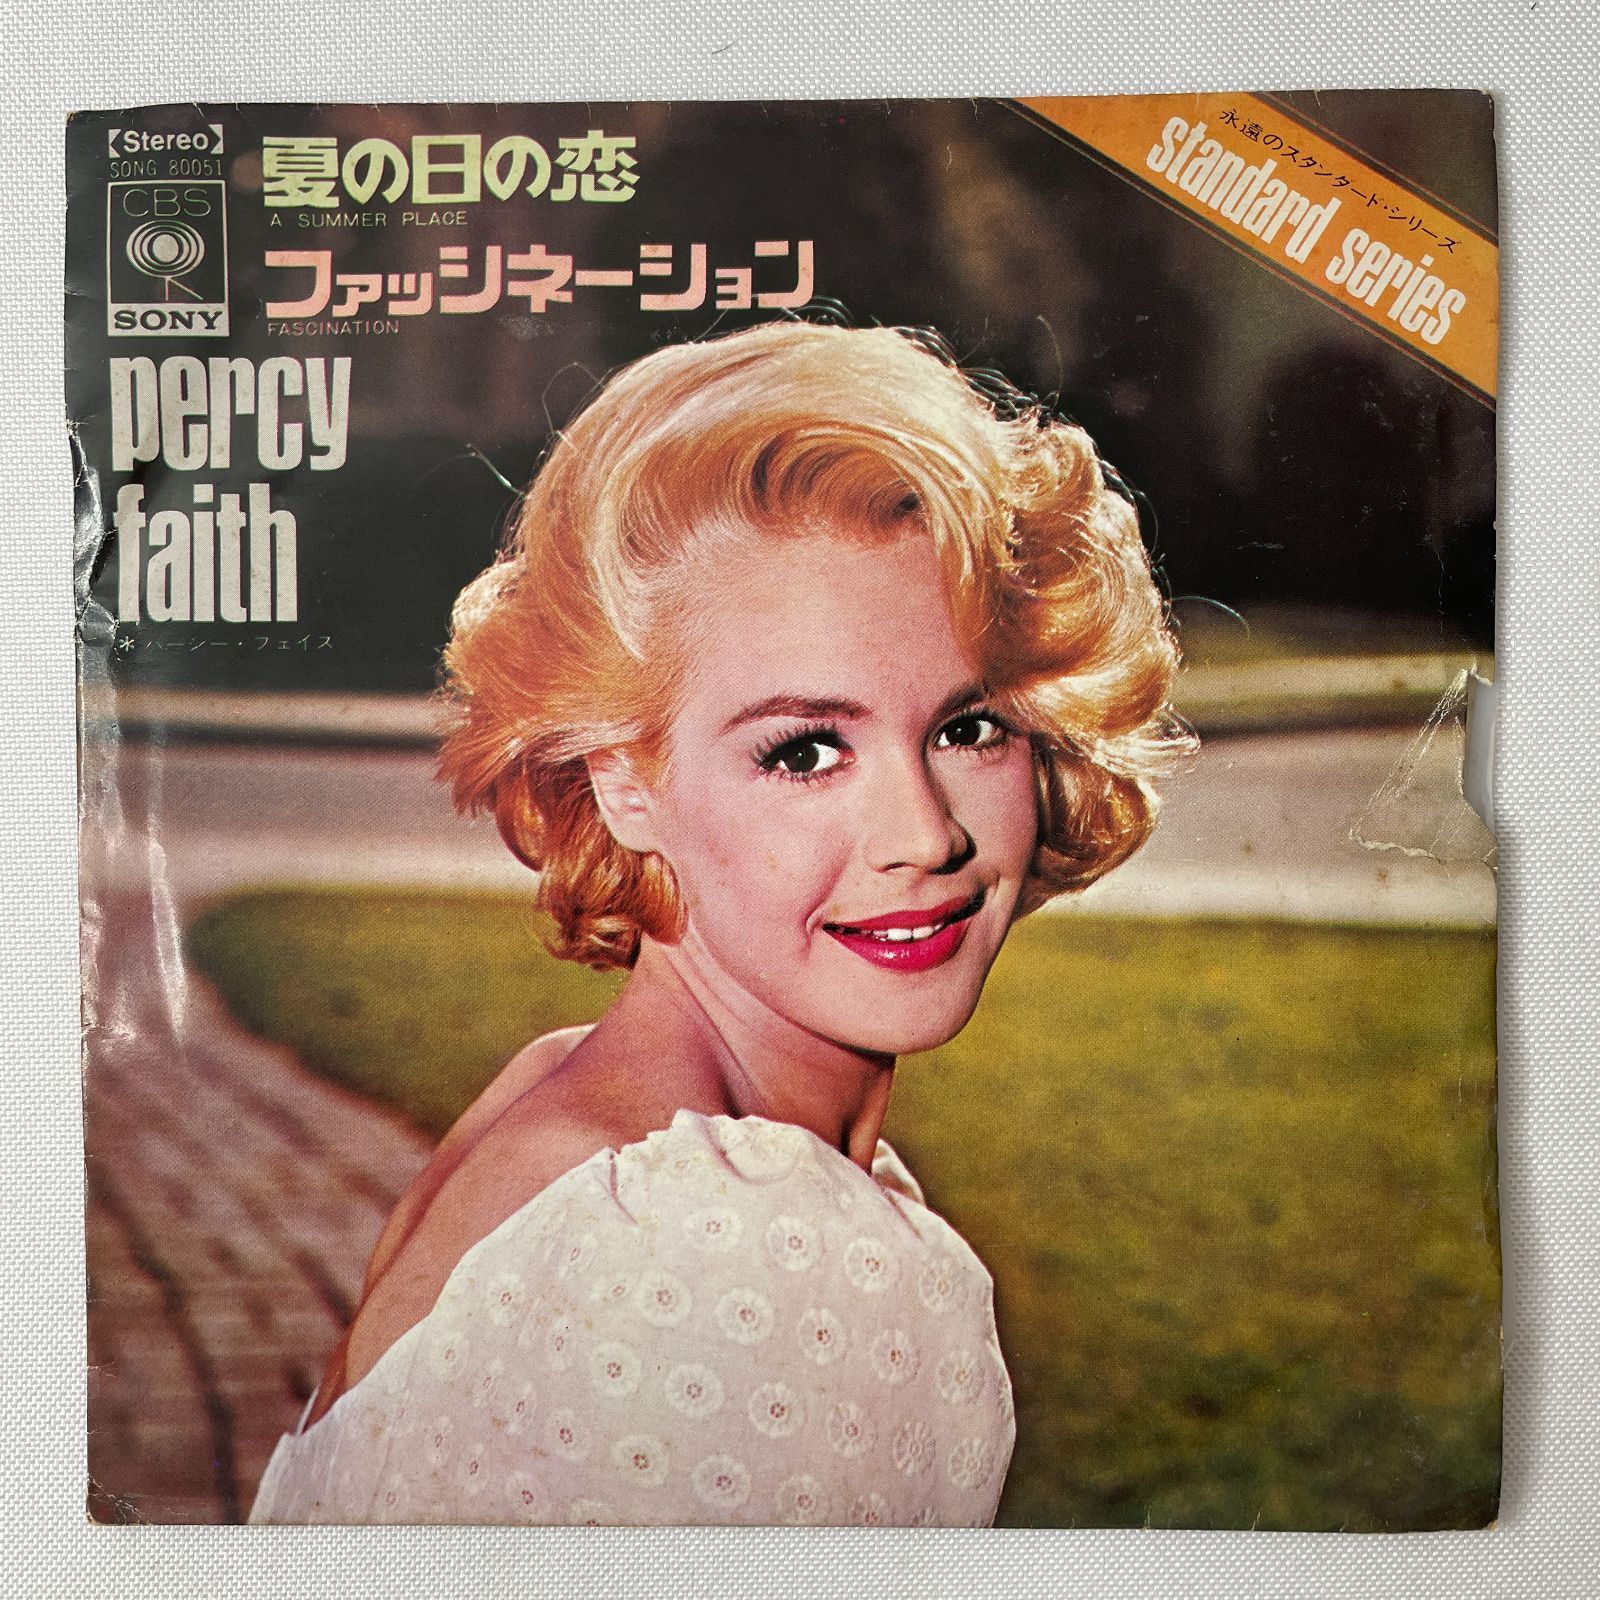 【Stereo】
SONG 80051
CBS
SONY
夏の日の恋
A SUMMER PLACE
ファッシネーション
FASCINATION
percy
faith
*パーシー・フェイス
永遠のスタンダード・シリーズ
standard series